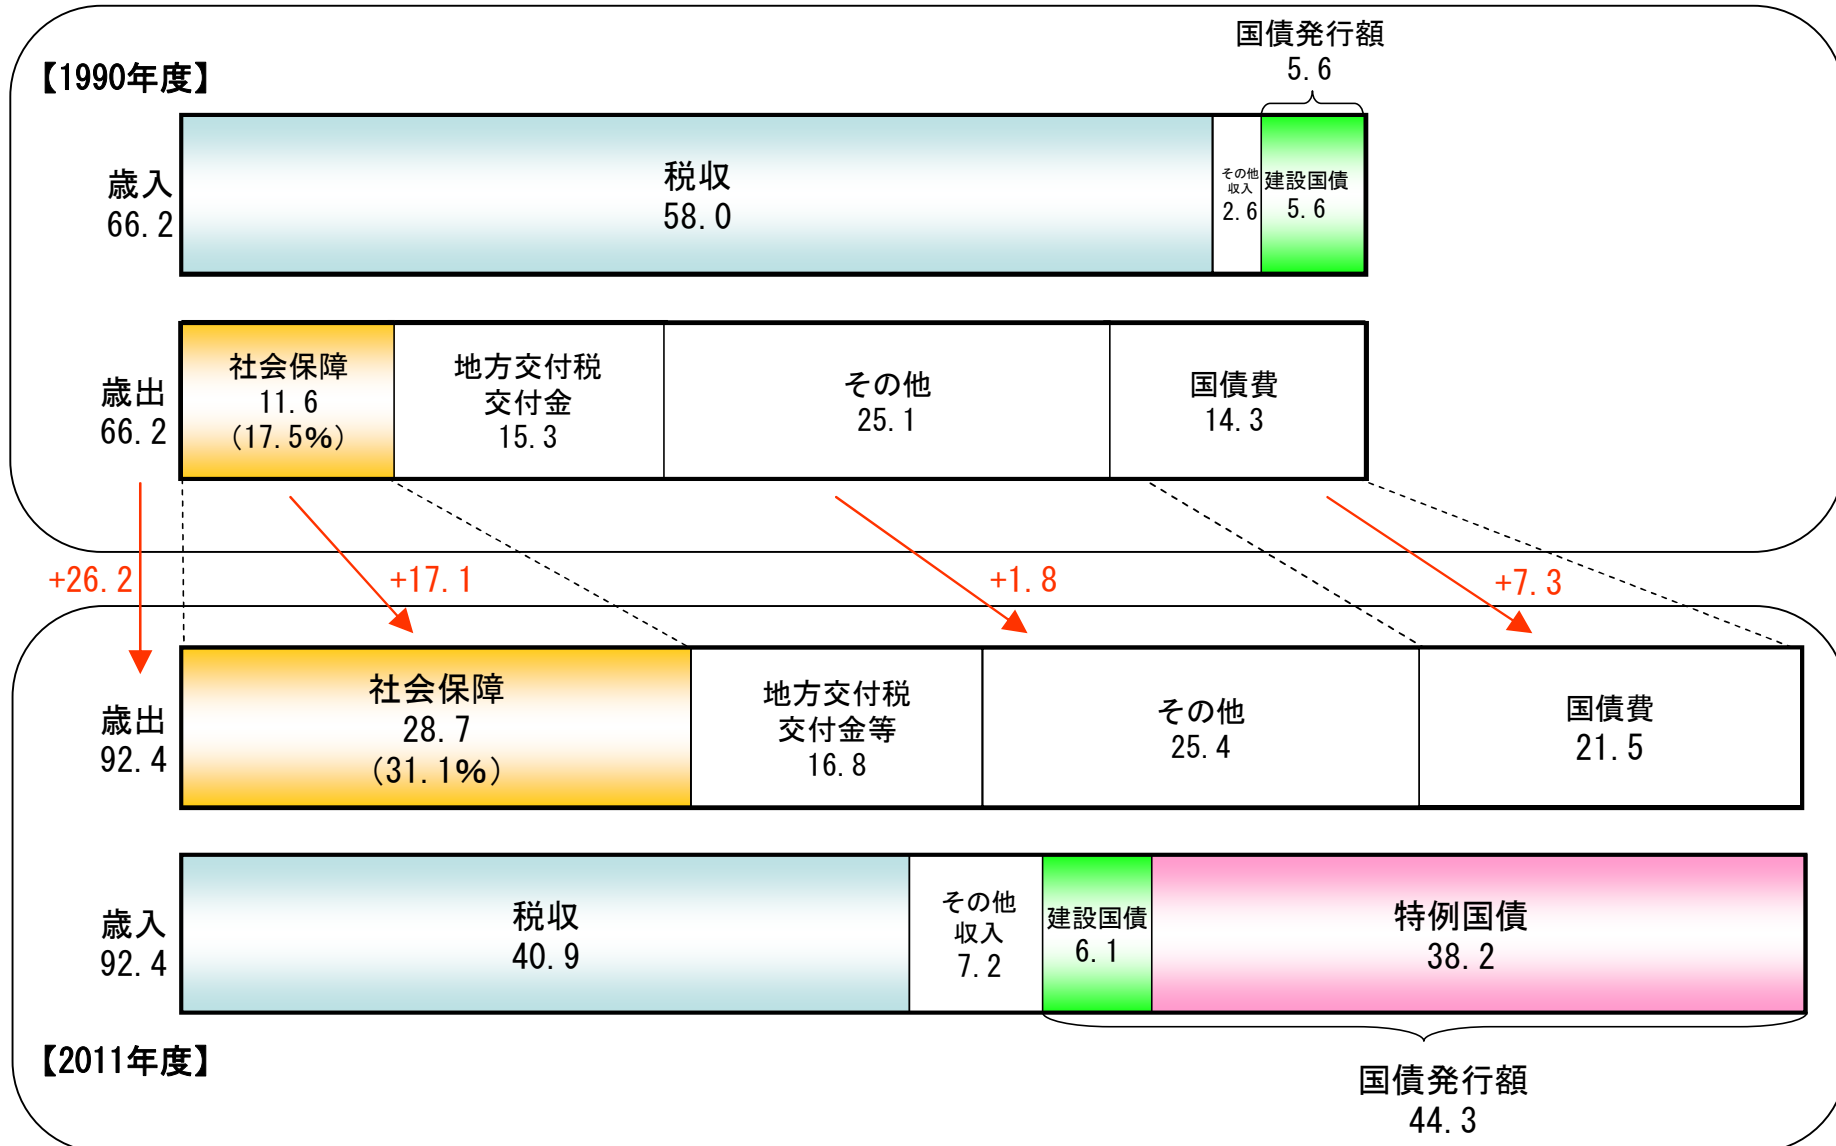 【1990年度】
国債発行額
5.6
歳入
66.2
税収
58.0
その他
収入
2.6
建設国債
5.6
歳出
66.2
社会保障
11.6
(17.5%)
地方交付税
交付金
15.3
その他
25.1
国債費
14.3
+26.2
+17.1
+1.8
+7.3
歳出
92.4
社会保障
28.7
(31.1%)
地方交付税
交付金等
16.8
その他
25.4
国債費
21.5
歳入
92.4
税収
40.9
その他
収入
7.2
建設国債
6.1
特例国債
38.2
【2011年度】
国債発行額
44.3